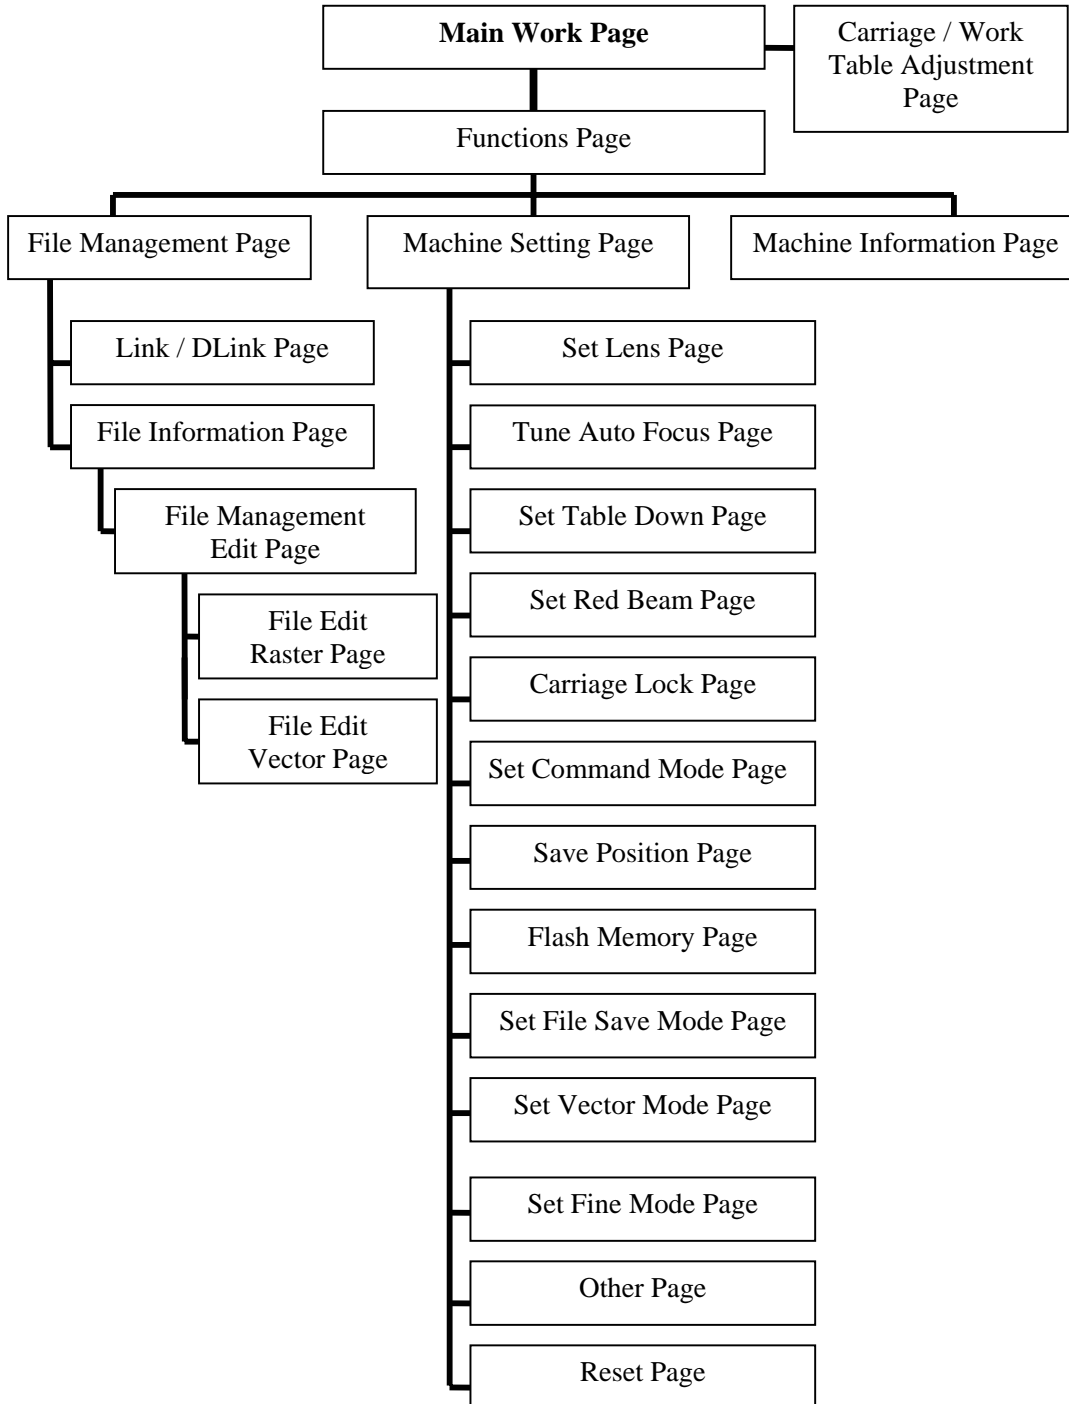 Main Work Page
Carriage / Work
Table Adjustment
Page
Functions Page
File Management Page
Machine Setting Page
Machine Information Page
Link / DLink Page
File Information Page
File Management
Edit Page
File Edit
Raster Page
File Edit
Vector Page
Set Lens Page
Tune Auto Focus Page
Set Table Down Page
Set Red Beam Page
Carriage Lock Page
Set Command Mode Page
Save Position Page
Flash Memory Page
Set File Save Mode Page
Set Vector Mode Page
Set Fine Mode Page
Other Page
Reset Page